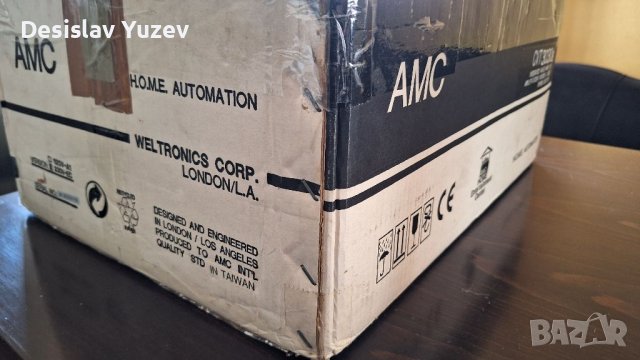 Desislav Yuzev
AMC
H.O.M.E. AUTOMATION
WELTRONICS CORP.
LONDON/L.A.
DESIGNED AND ENGINEERED
IN LONDON / LOS ANGELES
PRODUCED TO AMC INT'L
QUALITY STD IN TAIWAN
AMC
CE
BAZAR